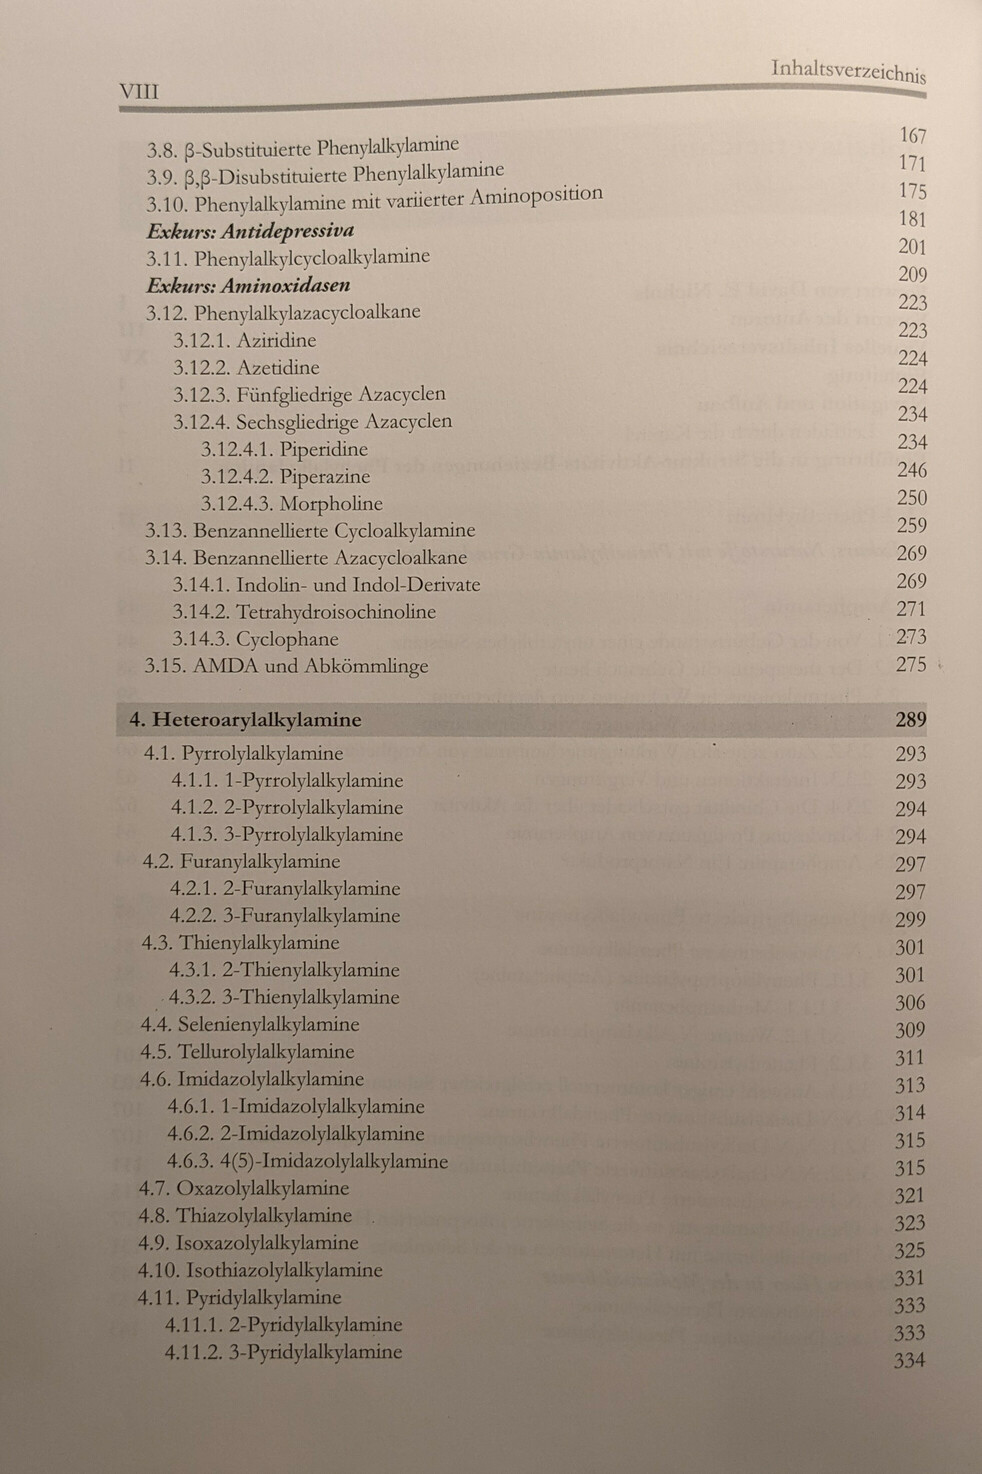 VIII Inhaltsverzeichnis
3.8. β-Substituierte Phenylalkylamine 167
3.9. β,β-Disubstituierte Phenylalkylamine 171
3.10. Phenylalkylamine mit variierter Aminoposition 175
Exkurs: Antidepressiva 181
3.11. Phenylalkylcycloalkylamine 201
Exkurs: Aminoxidasen 209
3.12. Phenylalkylazacycloalkane 223
3.12.1. Aziridine 223
3.12.2. Azetidine 224
3.12.3. Fünfgliedrige Azacyclen 224
3.12.4. Sechsgliedrige Azacyclen 234
3.12.4.1. Piperidine 234
3.12.4.2. Piperazine 246
3.12.4.3. Morpholine 250
3.13. Benzannellierte Cycloalkylamine 259
3.14. Benzannellierte Azacycloalkane 269
3.14.1. Indolin- und Indol-Derivate 269
3.14.2. Tetrahydroisochinoline 271
3.14.3. Cyclophane 273
3.15. AMDA und Abkömmlinge 275
4. Heteroarylalkylamine 289
4.1. Pyrrolylalkylamine 293
4.1.1. 1-Pyrrolylalkylamine 293
4.1.2. 2-Pyrrolylalkylamine 294
4.1.3. 3-Pyrrolylalkylamine 294
4.2. Furanylalkylamine 297
4.2.1. 2-Furanylalkylamine 297
4.2.2. 3-Furanylalkylamine 299
4.3. Thienylalkylamine 301
4.3.1. 2-Thienylalkylamine 301
4.3.2. 3-Thienylalkylamine 306
4.4. Selenienylalkylamine 309
4.5. Tellurolylalkylamine 311
4.6. Imidazolylalkylamine 313
4.6.1. 1-Imidazolylalkylamine 314
4.6.2. 2-Imidazolylalkylamine 315
4.6.3. 4(5)-Imidazolylalkylamine 315
4.7. Oxazolylalkylamine 321
4.8. Thiazolylalkylamine 323
4.9. Isoxazolylalkylamine 325
4.10. Isothiazolylalkylamine 331
4.11. Pyridylalkylamine 333
4.11.1. 2-Pyridylalkylamine 333
4.11.2. 3-Pyridylalkylamine 334